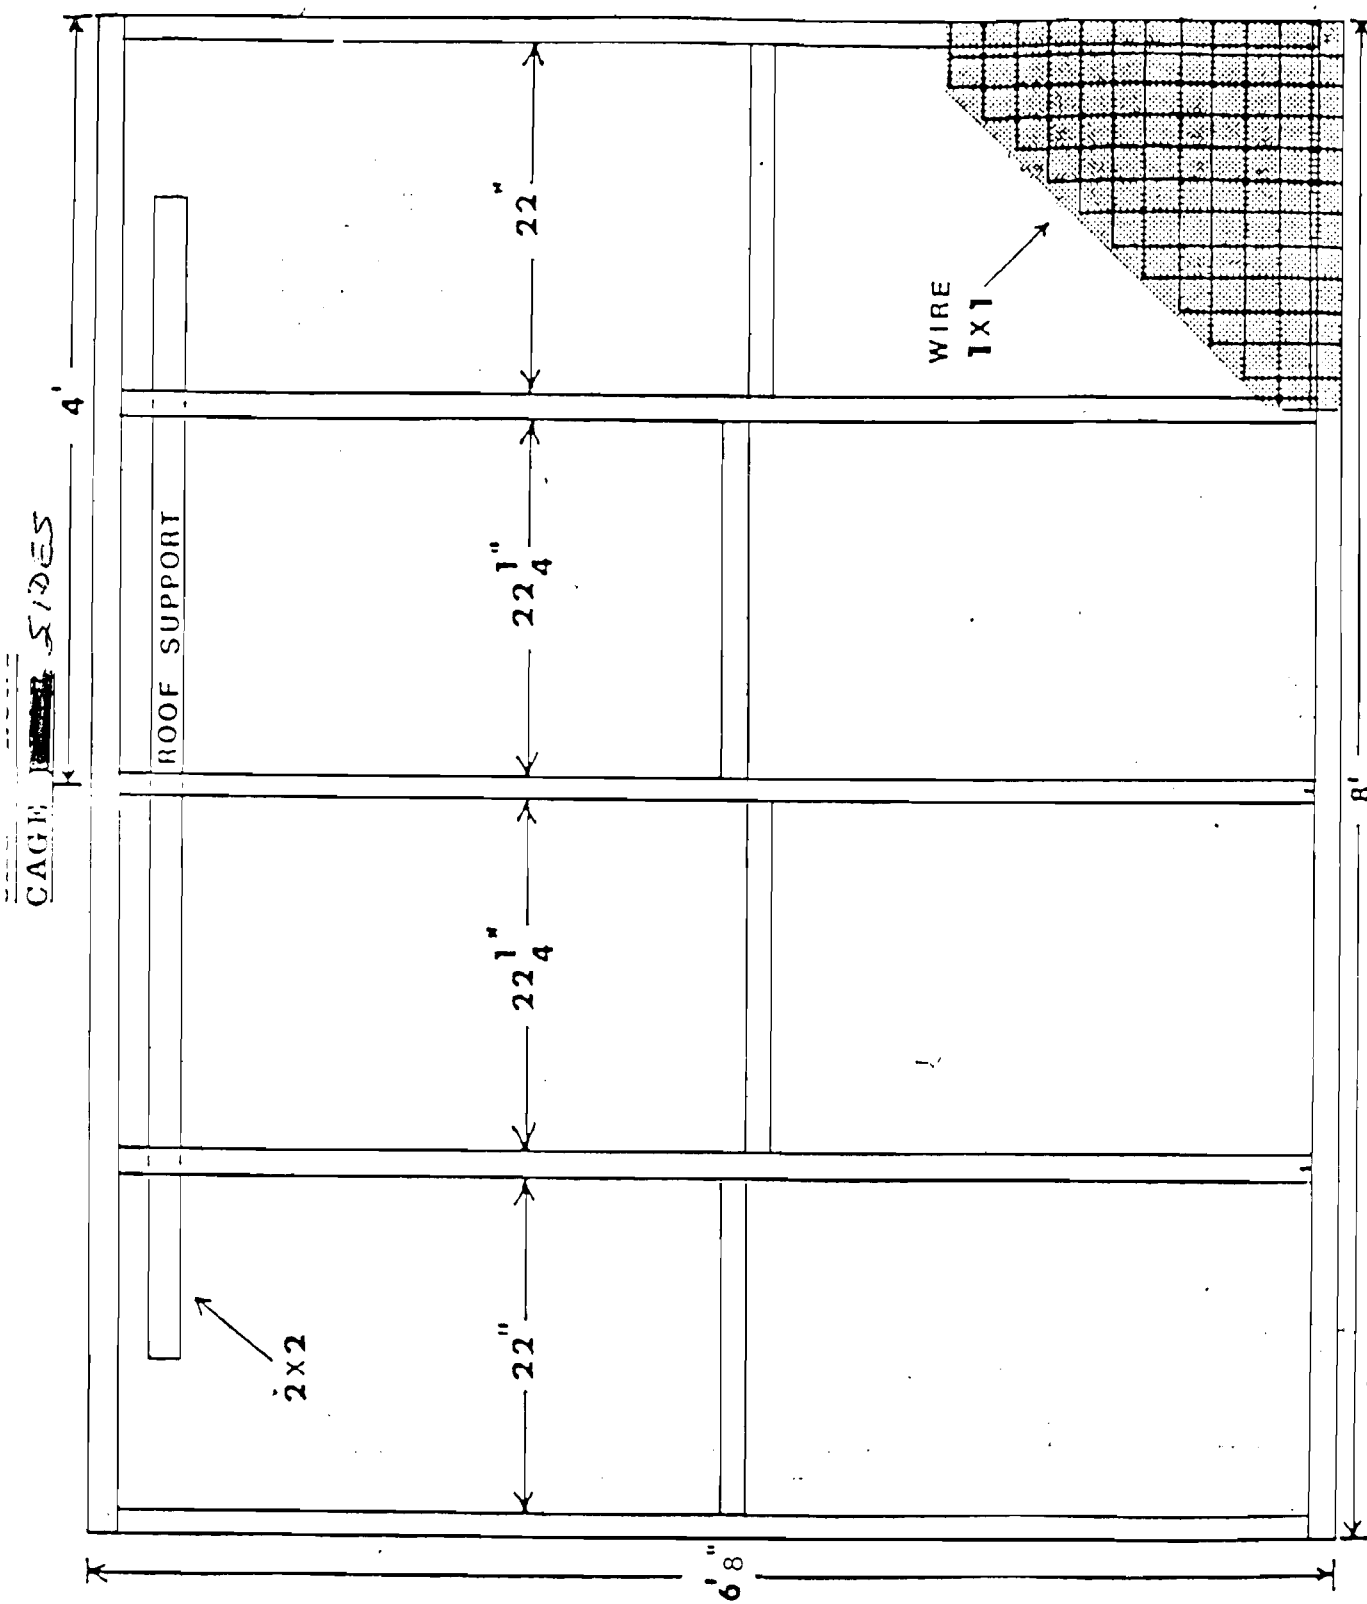 CAGE SIDES
4'
ROOF SUPPORT
2X2
22"
22 1/4"
22 1/4"
22"
WIRE
1X1
6' 8"
8'